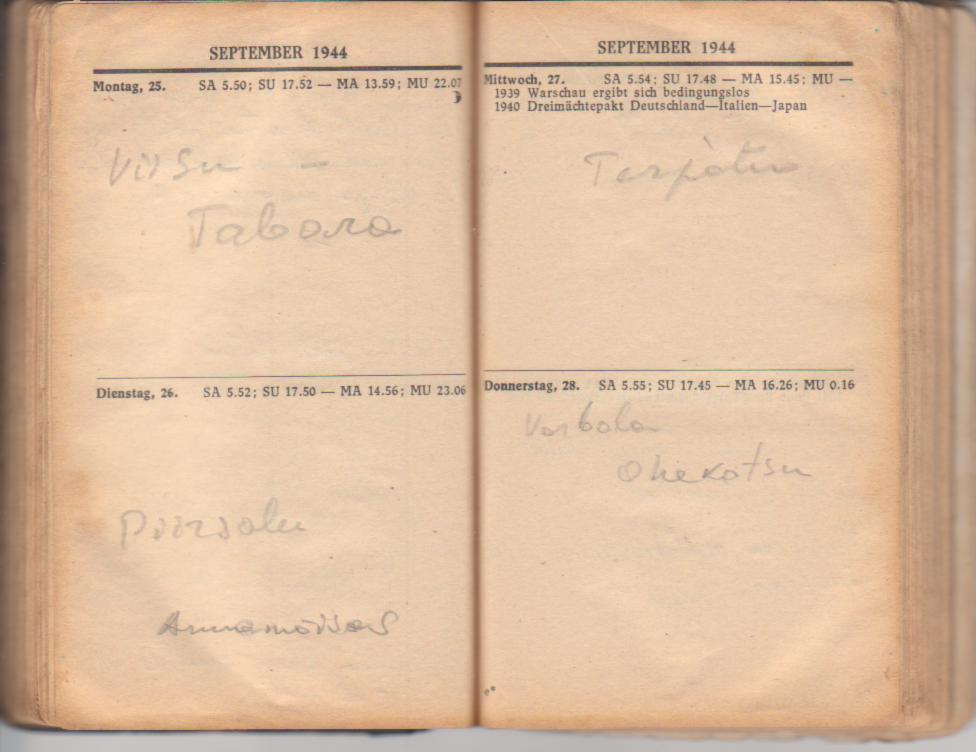 SEPTEMBER 1944
Montag, 25. SA 5.50; SU 17.52 — MA 13.59; MU 22.07
Virsu —
Tabara
Dienstag, 26. SA 5.52; SU 17.50 — MA 14.56; MU 23.06
SEPTEMBER 1944
Mittwoch, 27. SA 5.54; SU 17.48 — MA 15.45; MU —
1939 Warschau ergibt sich bedingungslos
1940 Dreimächtepakt Deutschland—Italien—Japan
Donnerstag, 28. SA 5.55; SU 17.45 — MA 16.26; MU 0.16
Varbola
Ohekatsu